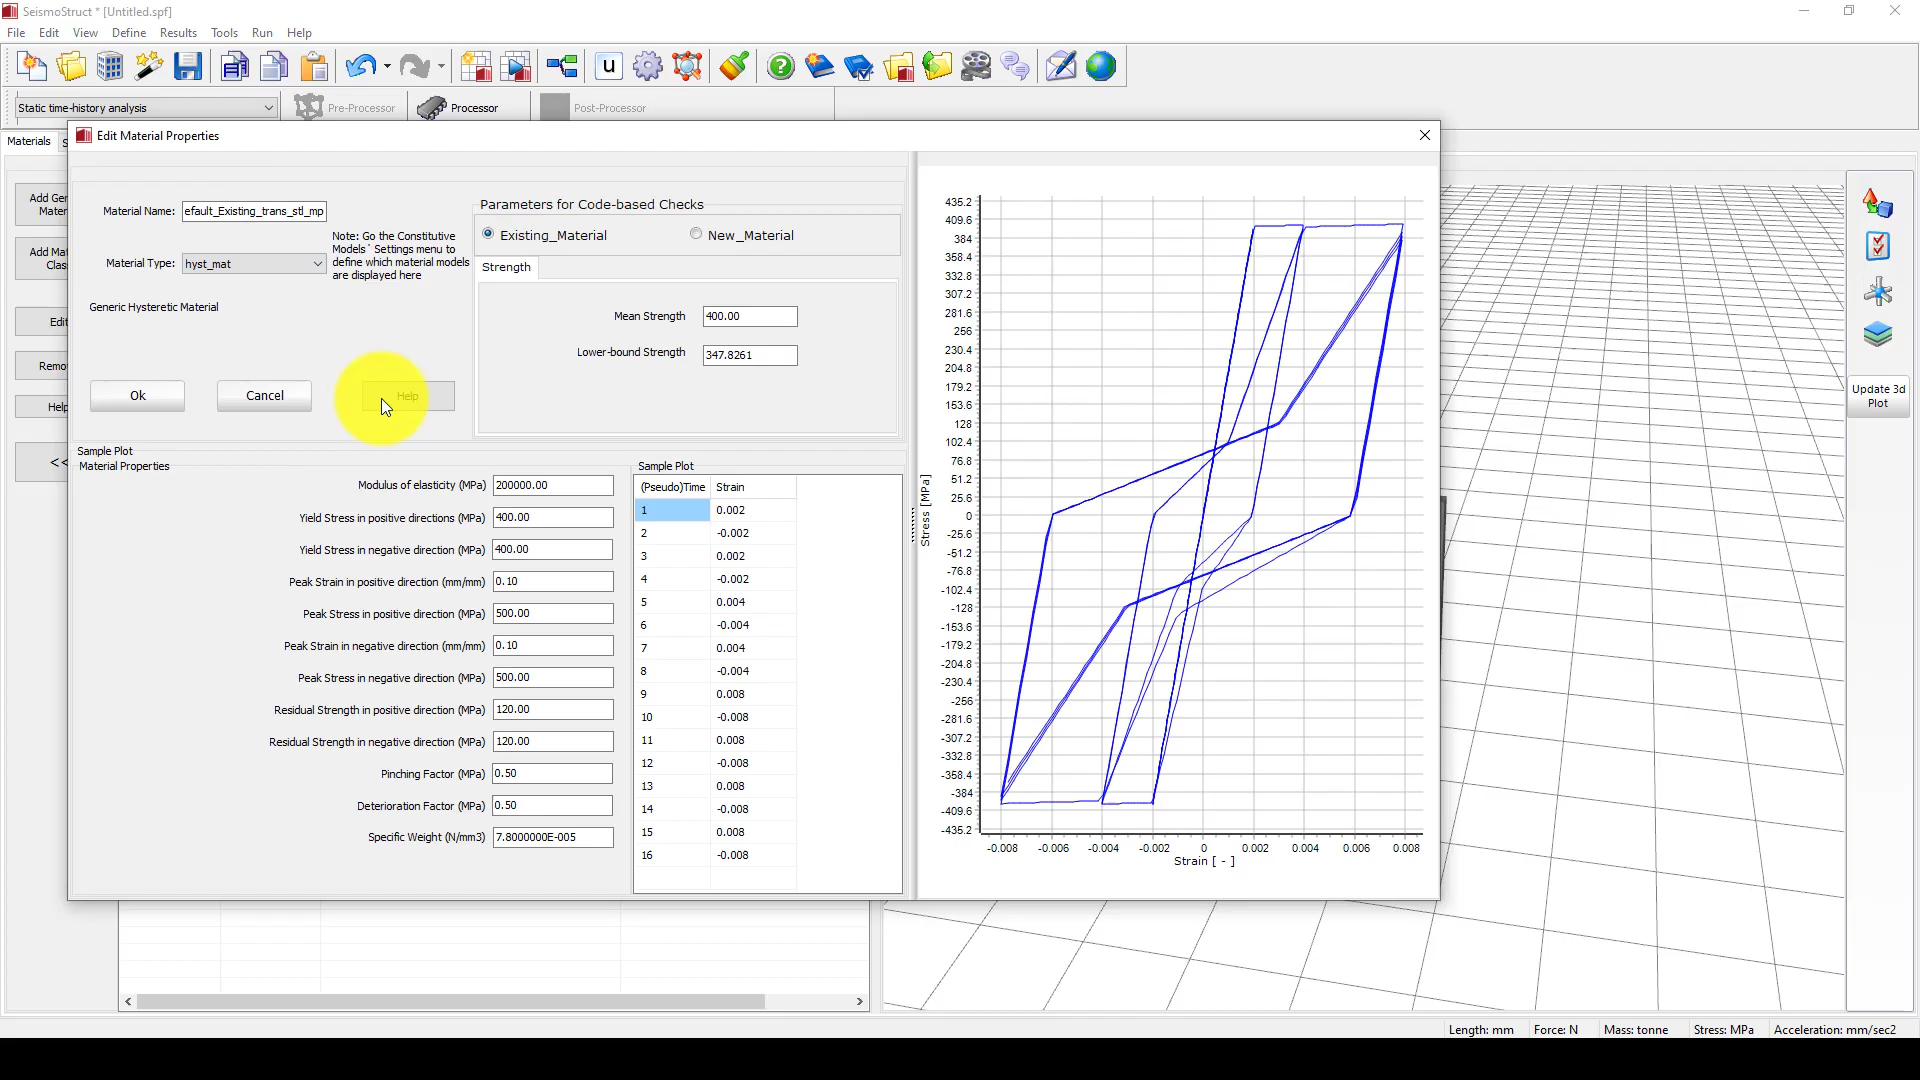 SeismoStruct * [Untitled.spf]
File Edit View Define Results Tools Run Help
u
Static time-history analysis Pre-Processor Processor Post-Processor
Materials
Edit Material Properties
Material Name: efault_Existing_trans_stl_mp
Material Type: hyst_mat
Note: Go the Constitutive
Models` Settings menu to
define which material models
are displayed here
Generic Hysteretic Material
Ok Cancel Help
Parameters for Code-based Checks
Existing_Material New_Material
Strength
Mean Strength 400.00
Lower-bound Strength 347.8261
Sample Plot
Material Properties
Modulus of elasticity (MPa) 200000.00
Yield Stress in positive directions (MPa) 400.00
Yield Stress in negative direction (MPa) 400.00
Peak Strain in positive direction (mm/mm) 0.10
Peak Stress in positive direction (MPa) 500.00
Peak Strain in negative direction (mm/mm) 0.10
Peak Stress in negative direction (MPa) 500.00
Residual Strength in positive direction (MPa) 120.00
Residual Strength in negative direction (MPa) 120.00
Pinching Factor (MPa) 0.50
Deterioration Factor (MPa) 0.50
Specific Weight (N/mm3) 7.8000000E-005
Sample Plot
(Pseudo)Time Strain
1 0.002
2 -0.002
3 0.002
4 -0.002
5 0.004
6 -0.004
7 0.004
8 -0.004
9 0.008
10 -0.008
11 0.008
12 -0.008
13 0.008
14 -0.008
15 0.008
16 -0.008
435.2
409.6
384
358.4
332.8
307.2
281.6
256
230.4
204.8
179.2
153.6
128
102.4
76.8
51.2
25.6
0
-25.6
-51.2
-76.8
-102.4
-128
-153.6
-179.2
-204.8
-230.4
-256
-281.6
-307.2
-332.8
-358.4
-384
-409.6
-435.2
Stress [MPa]
-0.008 -0.006 -0.004 -0.002 0 0.002 0.004 0.006 0.008
Strain [ - ]
Add Ger
Mater
Add Mat
Clas
Edit
Remo
Help
<<
Update 3d
Plot
Length: mm Force: N Mass: tonne Stress: MPa Acceleration: mm/sec2